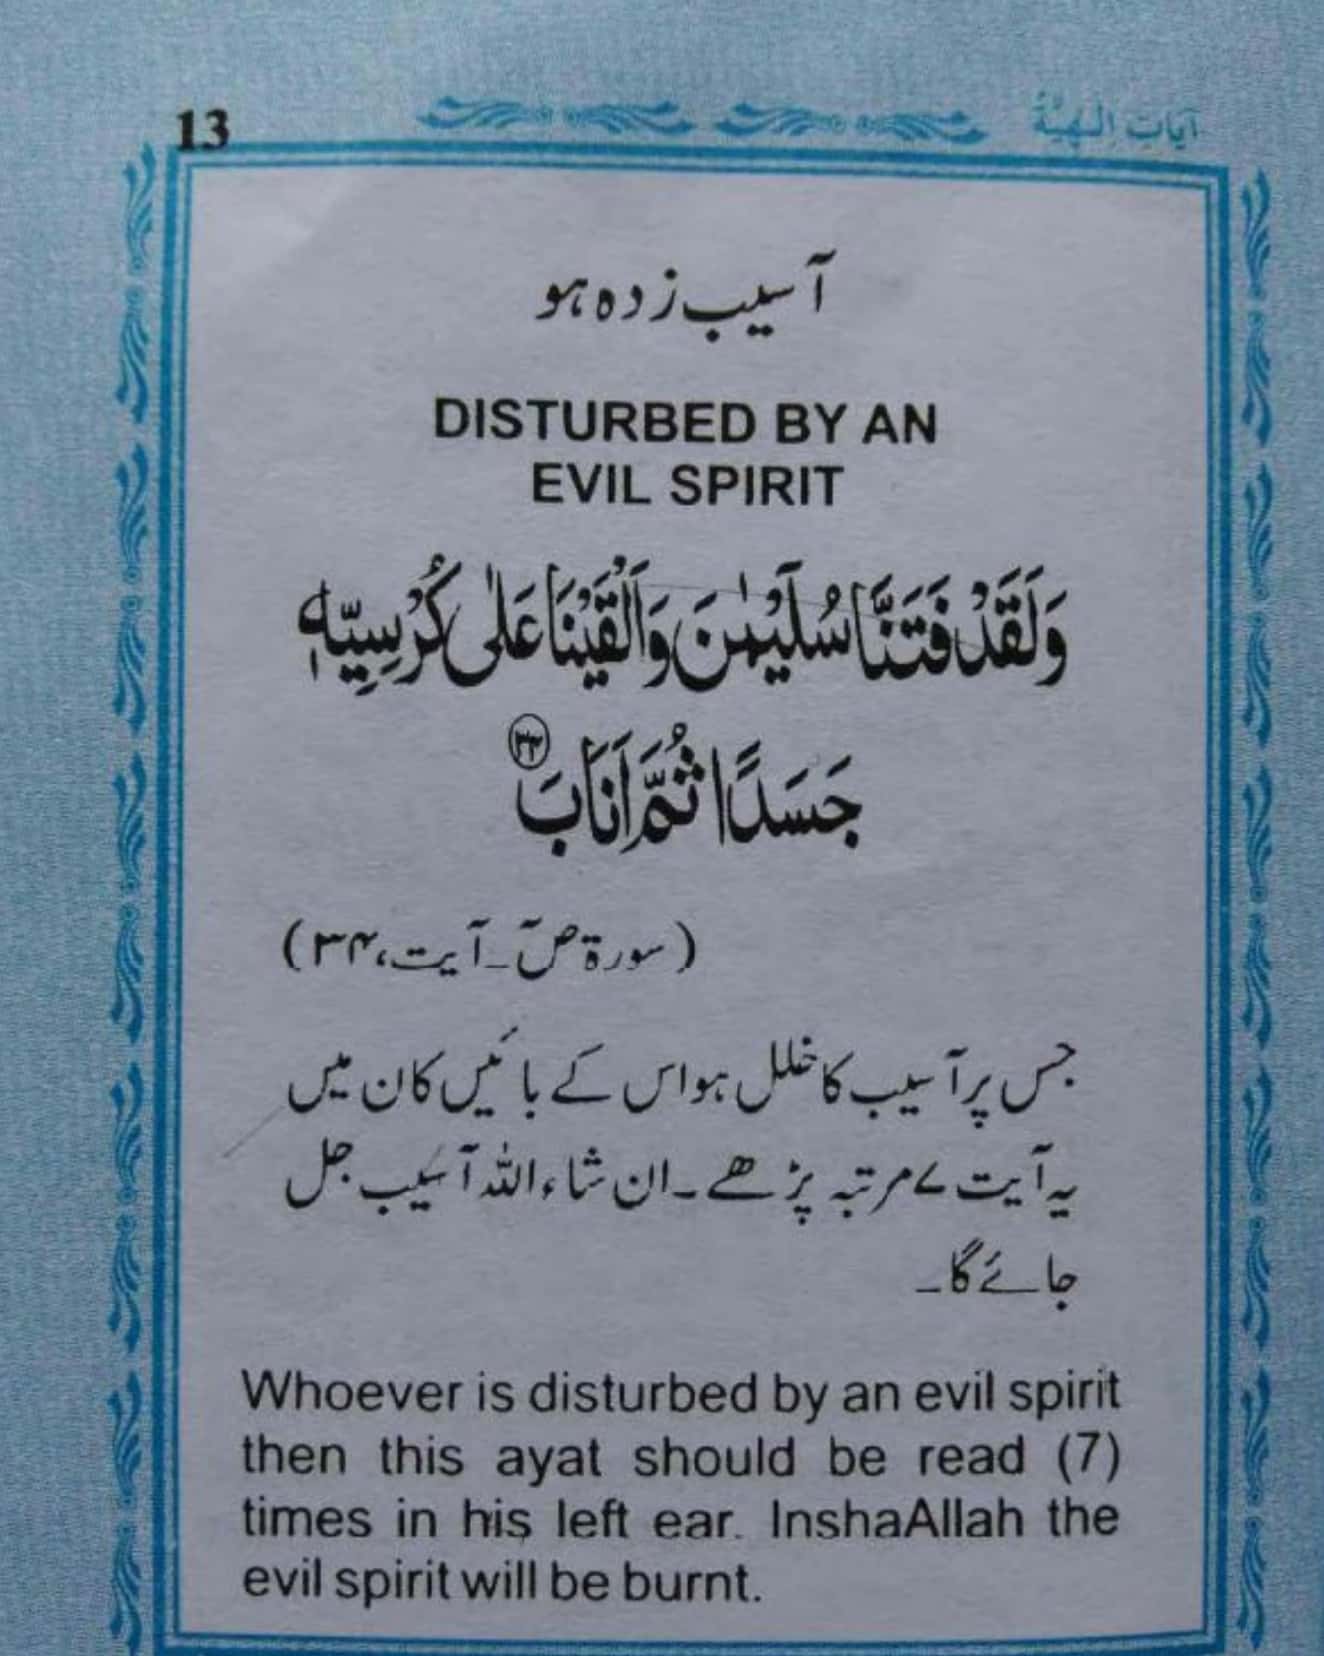 13
آیات الٰہیّہ
آسیب زدہ ہو
DISTURBED BY AN
EVIL SPIRIT
وَلَقَدْ فَتَنَّا سُلَيْمٰنَ وَاَلْقَيْنَا عَلٰى كُرْسِيِّهٖ
جَسَدًا ثُمَّ اَنَابَ ﴿۳۴﴾
(سورۃ صٓ۔ آیت، ۳۴)
جس پر آسیب کا خلل ہو اس کے بائیں کان میں
یہ آیت ۷ مرتبہ پڑھے۔ ان شاء اللہ آسیب جل
جائے گا۔
Whoever is disturbed by an evil spirit
then this ayat should be read (7)
times in his left ear. InshaAllah the
evil spirit will be burnt.